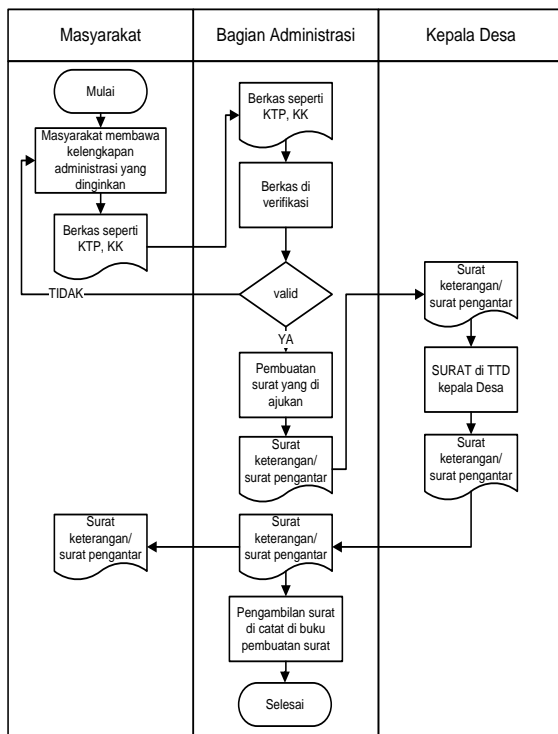 Masyarakat
Bagian Administrasi
Kepala Desa
Mulai
Masyarakat membawa
kelengkapan
administrasi yang
dinginkan
Berkas seperti
KTP, KK
Berkas seperti
KTP, KK
Berkas di
verifikasi
valid
TIDAK
YA
Pembuatan
surat yang di
ajukan
Surat
keterangan/
surat pengantar
Surat
keterangan/
surat pengantar
SURAT di TTD
kepala Desa
Surat
keterangan/
surat pengantar
Surat
keterangan/
surat pengantar
Surat
keterangan/
surat pengantar
Pengambilan surat
di catat di buku
pembuatan surat
Selesai